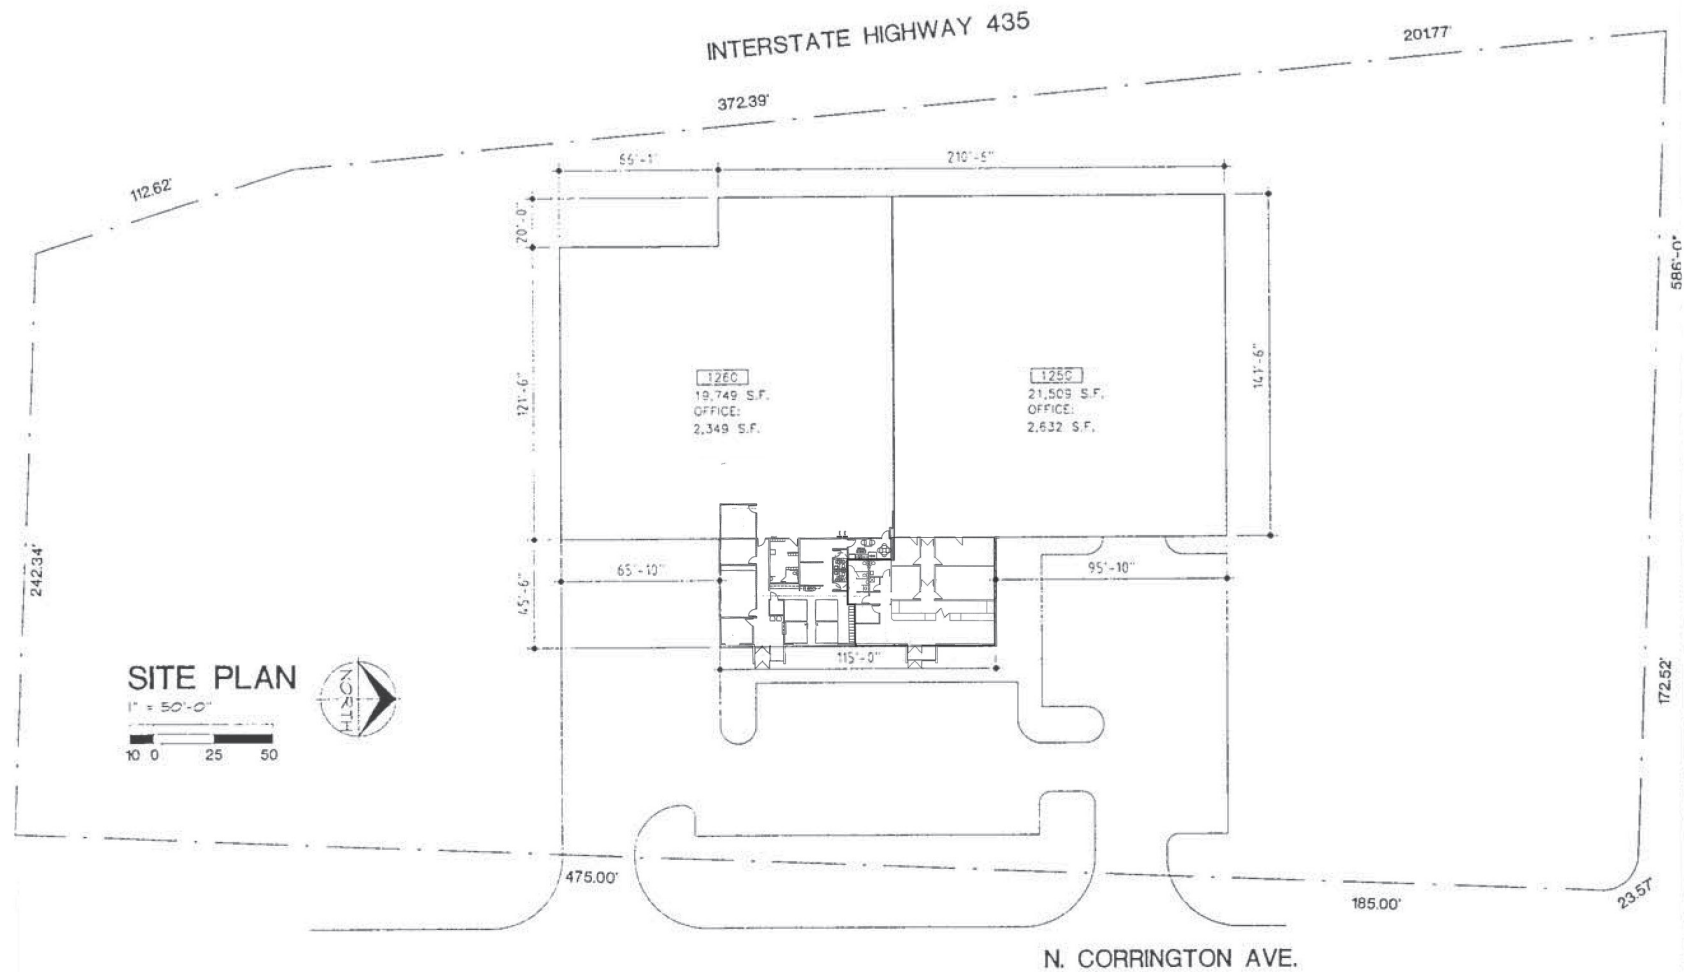 INTERSTATE HIGHWAY 435
201.77'
372.39'
112.62'
210'-5"
20'-0"
586'-0"
121'-6"
141'-6"
1260
19,749 S.F.
OFFICE:
2,349 S.F.
1250
21,509 S.F.
OFFICE:
2,632 S.F.
242.34'
45'-6"
65'-10"
95'-10"
115'-0"
172.52'
SITE PLAN
1" = 50'-0"
NORTH
10 0 25 50
475.00'
185.00'
23.57'
N. CORRINGTON AVE.